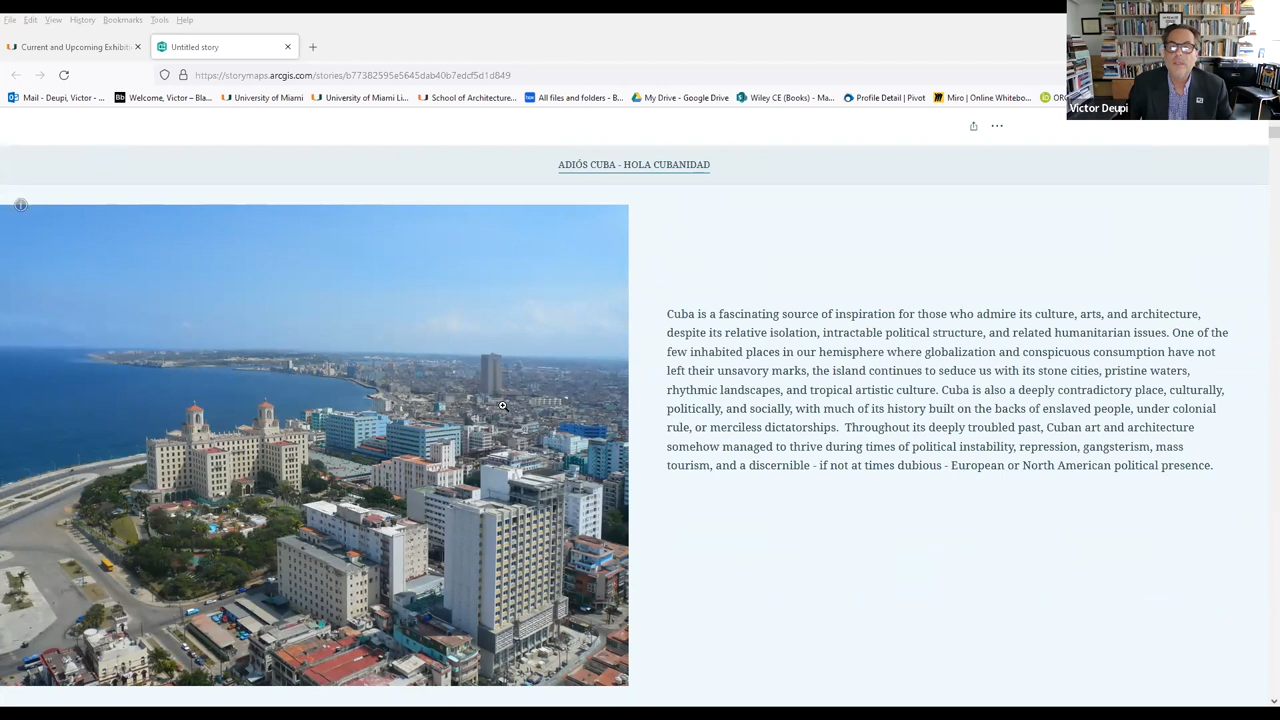 File Edit View History Bookmarks Tools Help
Current and Upcoming Exhibit
Untitled story
https://storymaps.arcgis.com/stories/b77382595e5645dab40b7edcf5d1d849
Mail - Deupi, Victor - ... Welcome, Victor – Bla... University of Miami University of Miami Li... School of Architectur... All files and folders - B... My Drive - Google Drive Wiley CE (Books) - Ma... Profile Detail | Pivot Miro | Online Whitebo... ORC
Victor Deupi
ADIÓS CUBA - HOLA CUBANIDAD
Cuba is a fascinating source of inspiration for those who admire its culture, arts, and architecture,
despite its relative isolation, intractable political structure, and related humanitarian issues. One of the
few inhabited places in our hemisphere where globalization and conspicuous consumption have not
left their unsavory marks, the island continues to seduce us with its stone cities, pristine waters,
rhythmic landscapes, and tropical artistic culture. Cuba is also a deeply contradictory place, culturally,
politically, and socially, with much of its history built on the backs of enslaved people, under colonial
rule, or merciless dictatorships. Throughout its deeply troubled past, Cuban art and architecture
somehow managed to thrive during times of political instability, repression, gangsterism, mass
tourism, and a discernible - if not at times dubious - European or North American political presence.